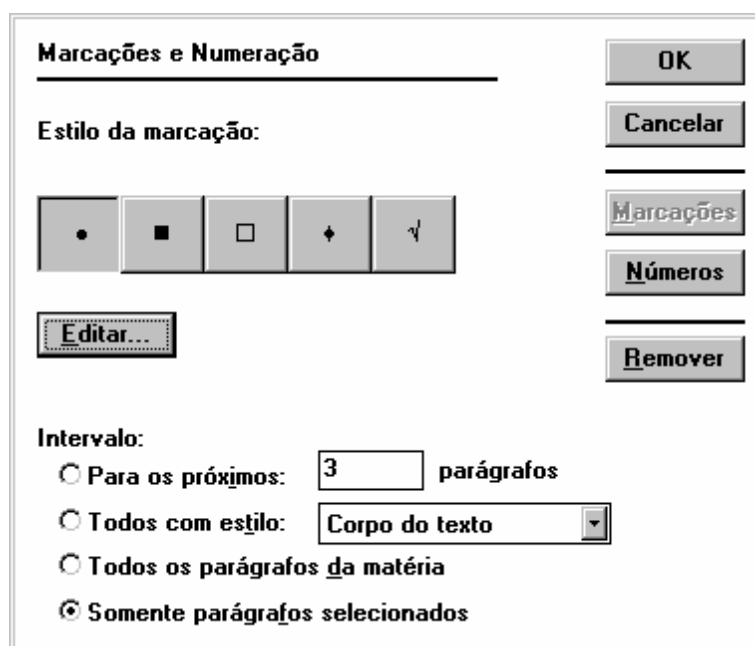 Marcações e Numeração
OK
Cancelar
Estilo da marcação:
Marcações
Números
Editar...
Remover
Intervalo:
Para os próximos: 3 parágrafos
Todos com estilo: Corpo do texto
Todos os parágrafos da matéria
Somente parágrafos selecionados